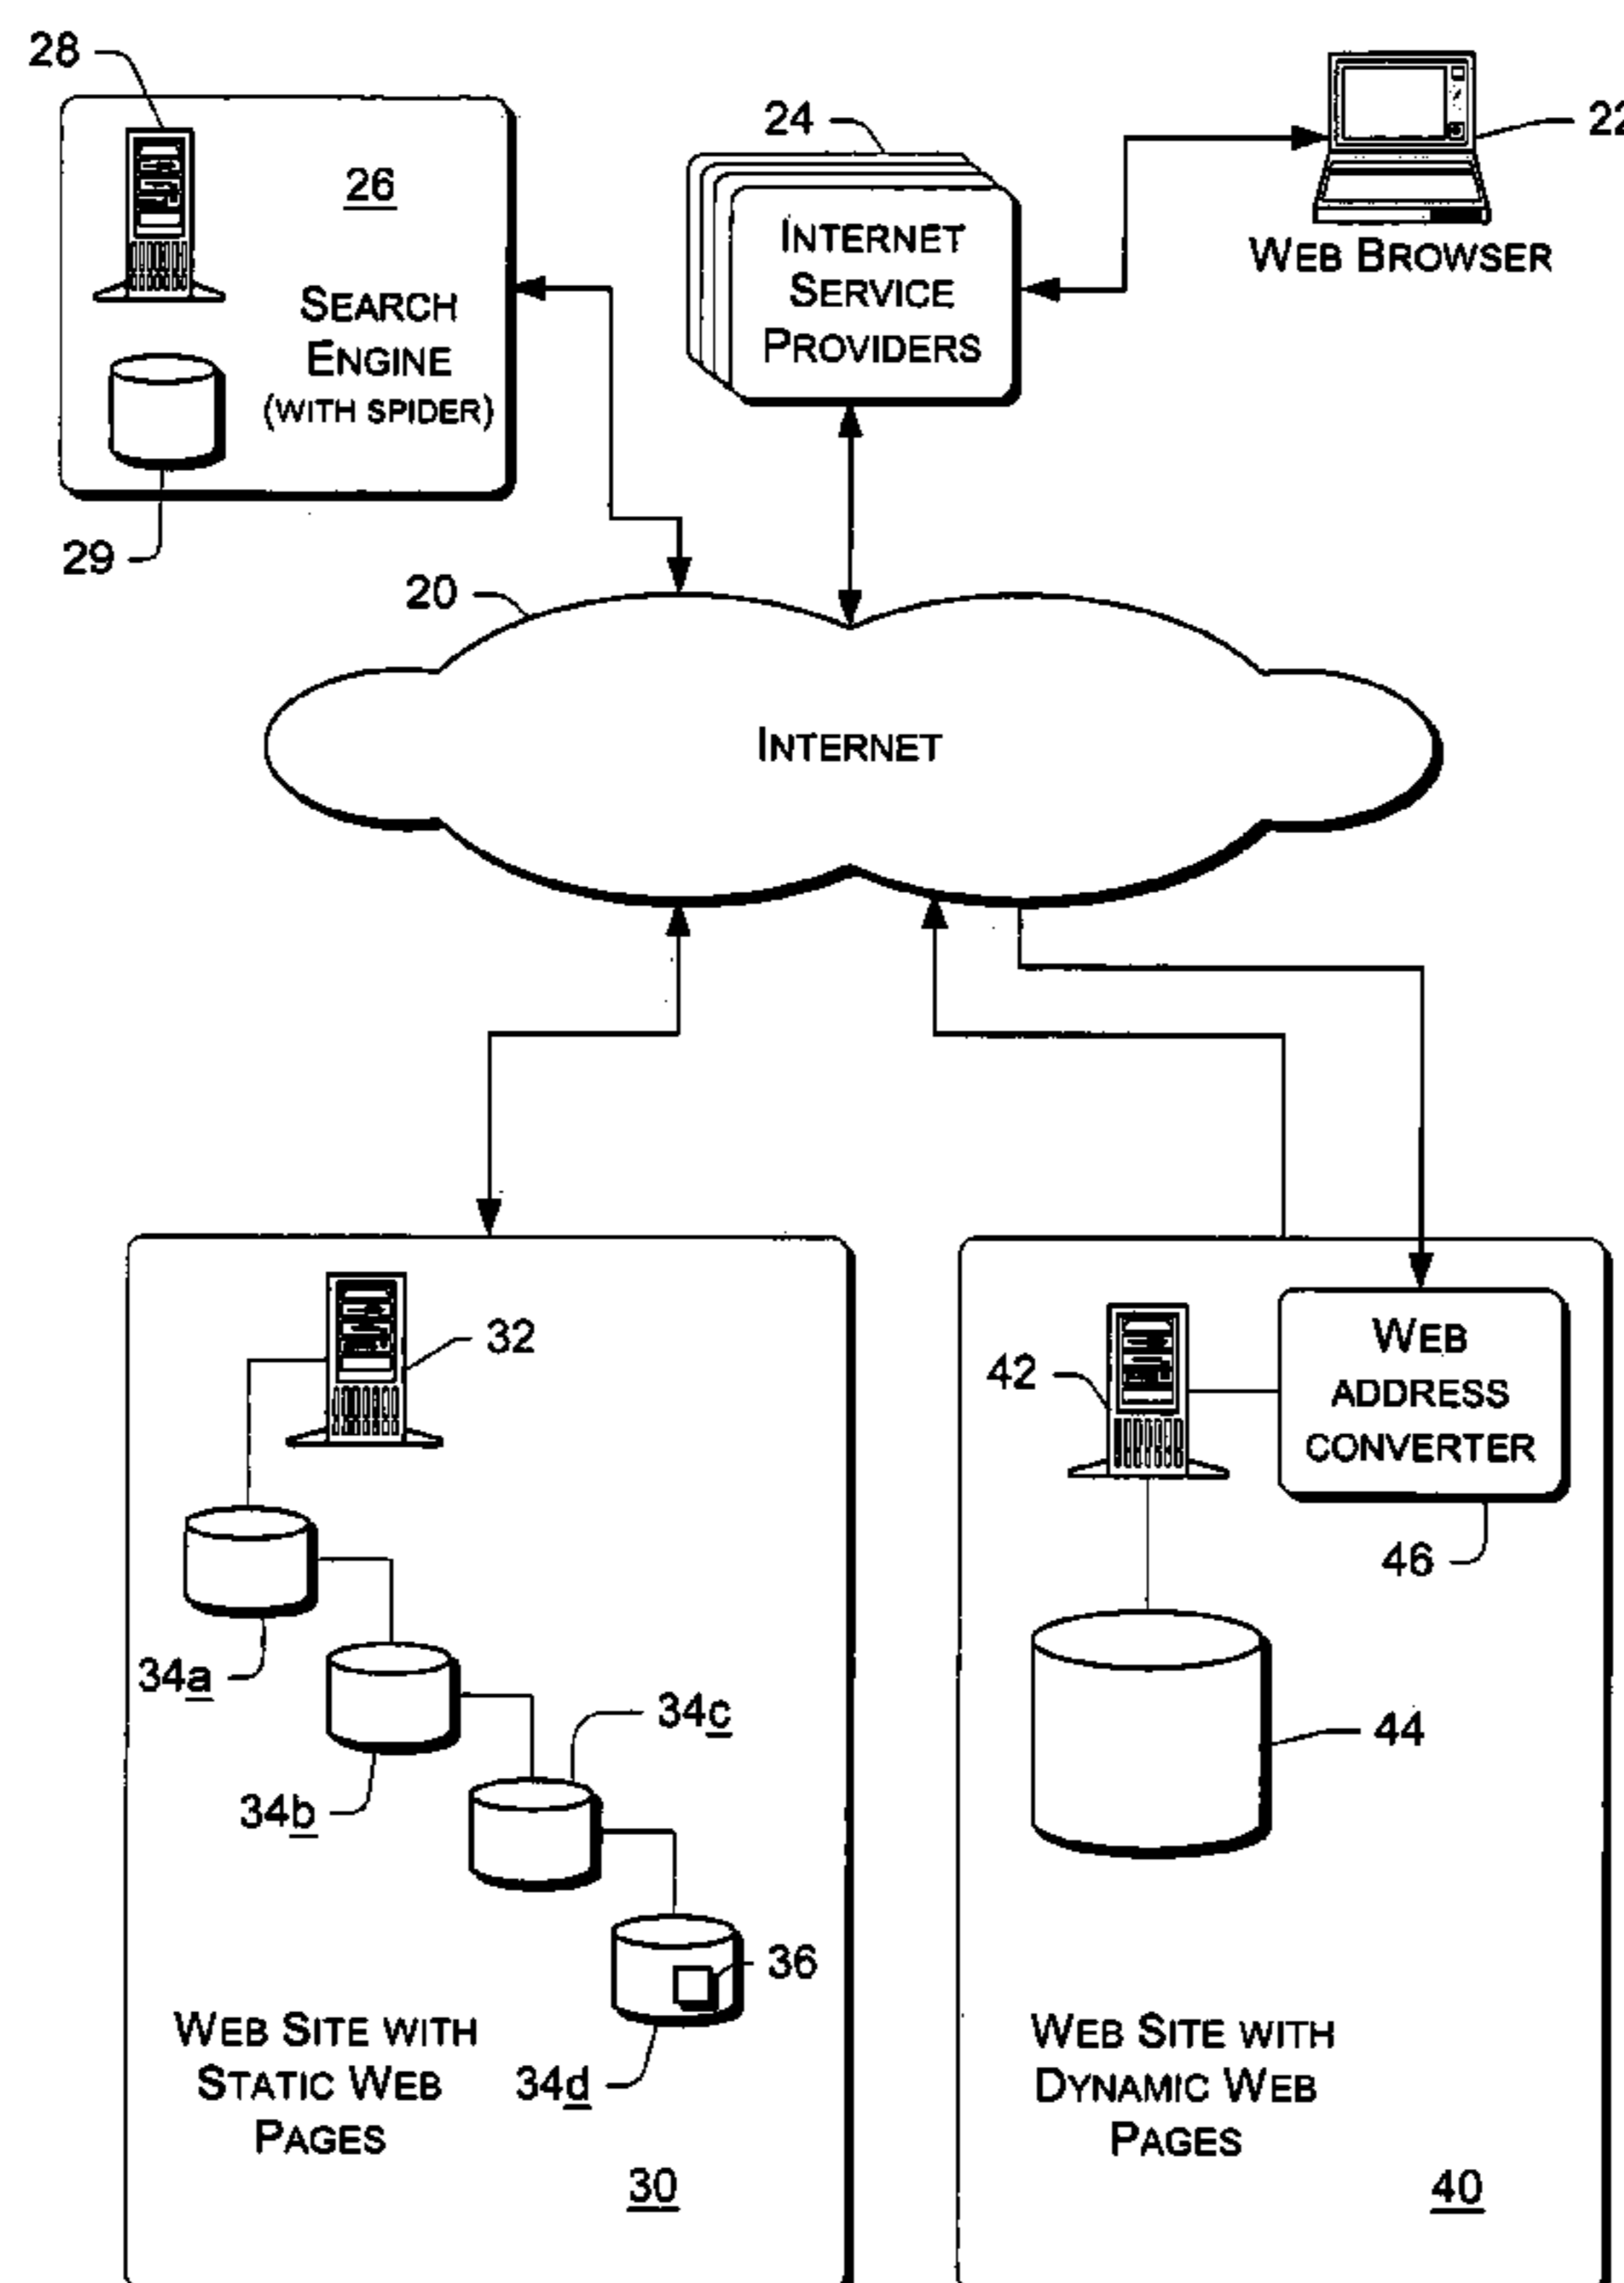 28
24
22
26
INTERNET
SERVICE
PROVIDERS
WEB BROWSER
SEARCH
ENGINE
(WITH SPIDER)
29
20
INTERNET
32
42
WEB
ADDRESS
CONVERTER
46
34a
34b
34c
44
36
34d
WEB SITE WITH
STATIC WEB
PAGES
30
WEB SITE WITH
DYNAMIC WEB
PAGES
40